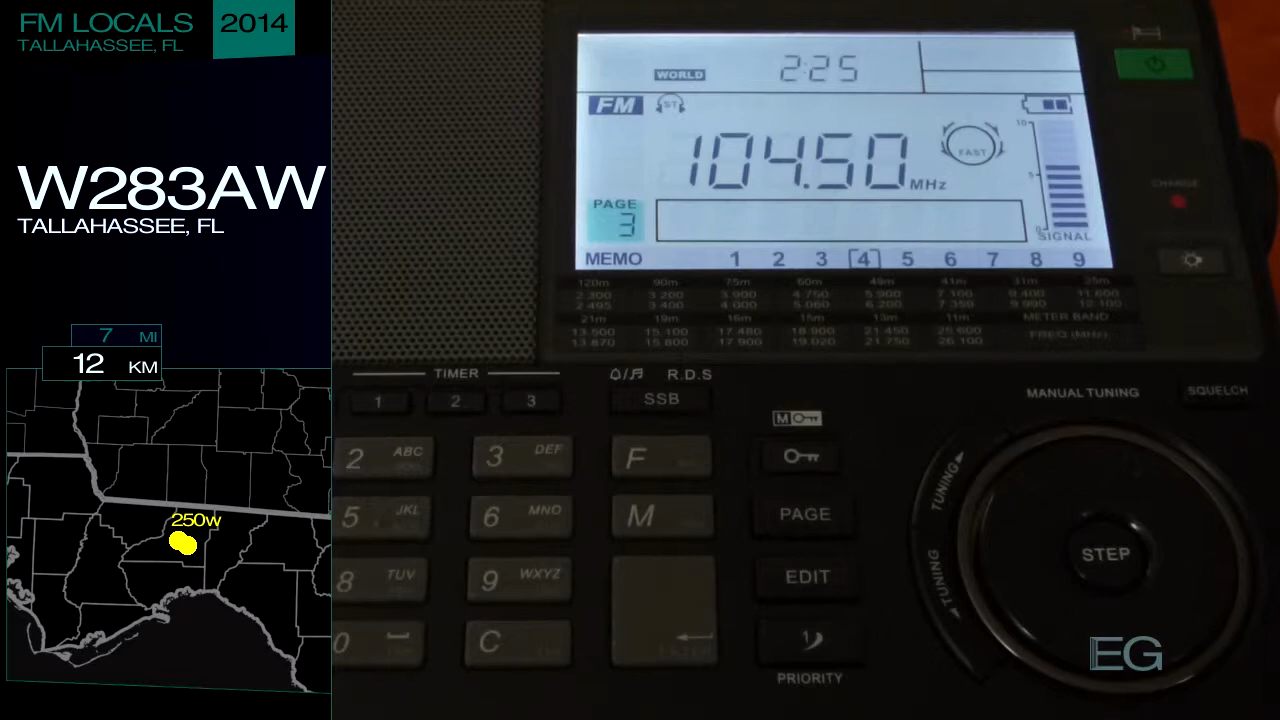 FM LOCALS 2014
TALLAHASSEE, FL
W283AW
TALLAHASSEE, FL
7 MI
12 KM
250w
WORLD 2:25
FM ST
104.50 MHz
FAST
10
5
0
SIGNAL
PAGE
3
MEMO 1 2 3 4 5 6 7 8 9
CHARGE
120m 90m 75m 60m 49m 41m 31m 25m
2.300 3.200 3.900 4.750 5.900 7.100 9.400 11.600
2.495 3.400 4.000 5.060 6.200 7.350 9.990 12.100
21m 19m 16m 15m 13m 11m METER BAND
13.500 15.100 17.480 18.900 21.450 25.600 FREQ.(MHz)
13.870 15.800 17.900 19.020 21.750 26.100
TIMER
1 2 3
R.D.S
SSB
MANUAL TUNING
SQUELCH
M
2 ABC 3 DEF F
5 JKL 6 MNO M
8 TUV 9 WXYZ
0 C
ENTER
PAGE
EDIT
PRIORITY
TUNING
TUNING
STEP
EG